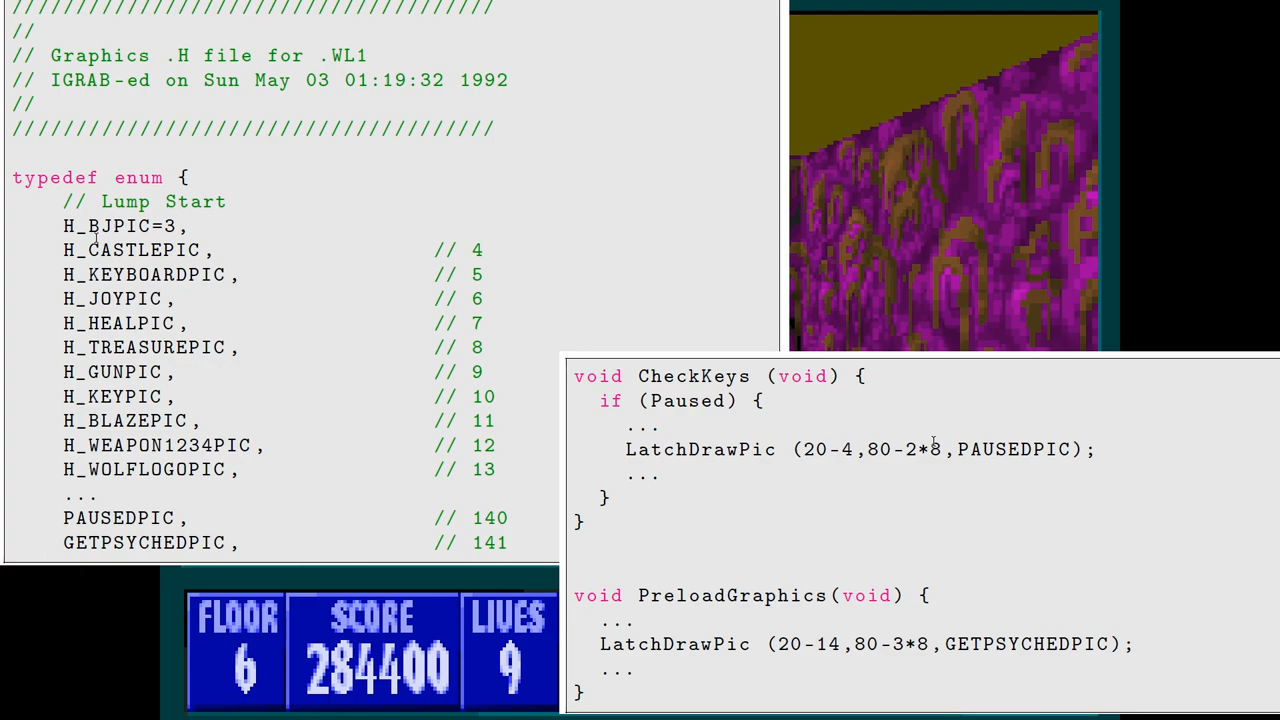 //////////////////////////////////////
//
// Graphics .H file for .WL1
// IGRAB-ed on Sun May 03 01:19:32 1992
//
//////////////////////////////////////
typedef enum {
// Lump Start
H_BJPIC=3,
H_CASTLEPIC, // 4
H_KEYBOARDPIC, // 5
H_JOYPIC, // 6
H_HEALPIC, // 7
H_TREASUREPIC, // 8
H_GUNPIC, // 9
H_KEYPIC, // 10
H_BLAZEPIC, // 11
H_WEAPON1234PIC, // 12
H_WOLFLOGOPIC, // 13
...
PAUSEDPIC, // 140
GETPSYCHEDPIC, // 141
void CheckKeys (void) {
if (Paused) {
...
LatchDrawPic (20-4,80-2*8,PAUSEDPIC);
...
}
}
void PreloadGraphics(void) {
...
LatchDrawPic (20-14,80-3*8,GETPSYCHEDPIC);
...
}
FLOOR SCORE LIVES
6 284400 9